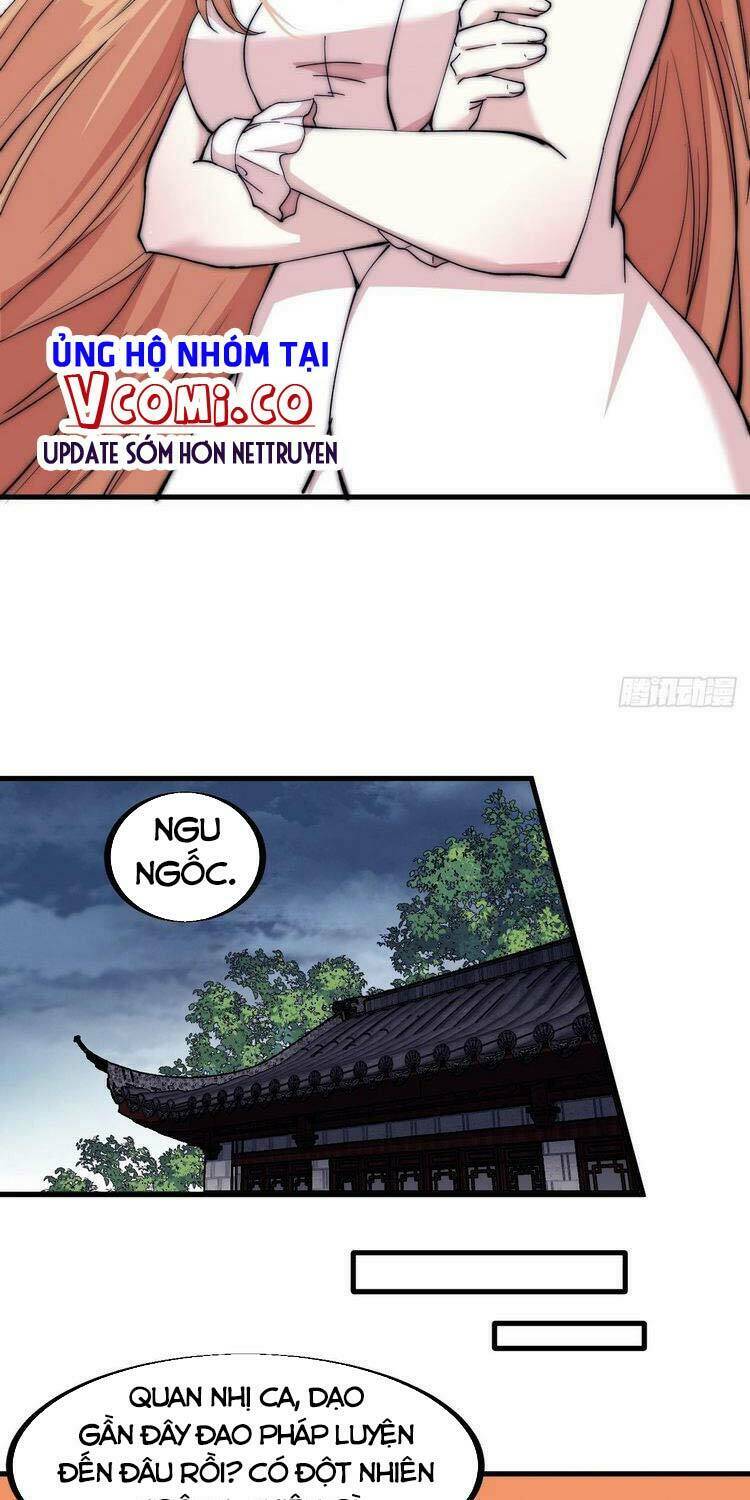 ỦNG HỘ NHÓM TẠI
VCOMI.CO
UPDATE SỚM HƠN NETTRUYEN
腾讯动漫
NGU
NGỐC.
QUAN NHỊ CA, DẠO
GẦN ĐÂY ĐAO PHÁP LUYỆN
ĐẾN ĐÂU RỒI? CÓ ĐỘT NHIÊN